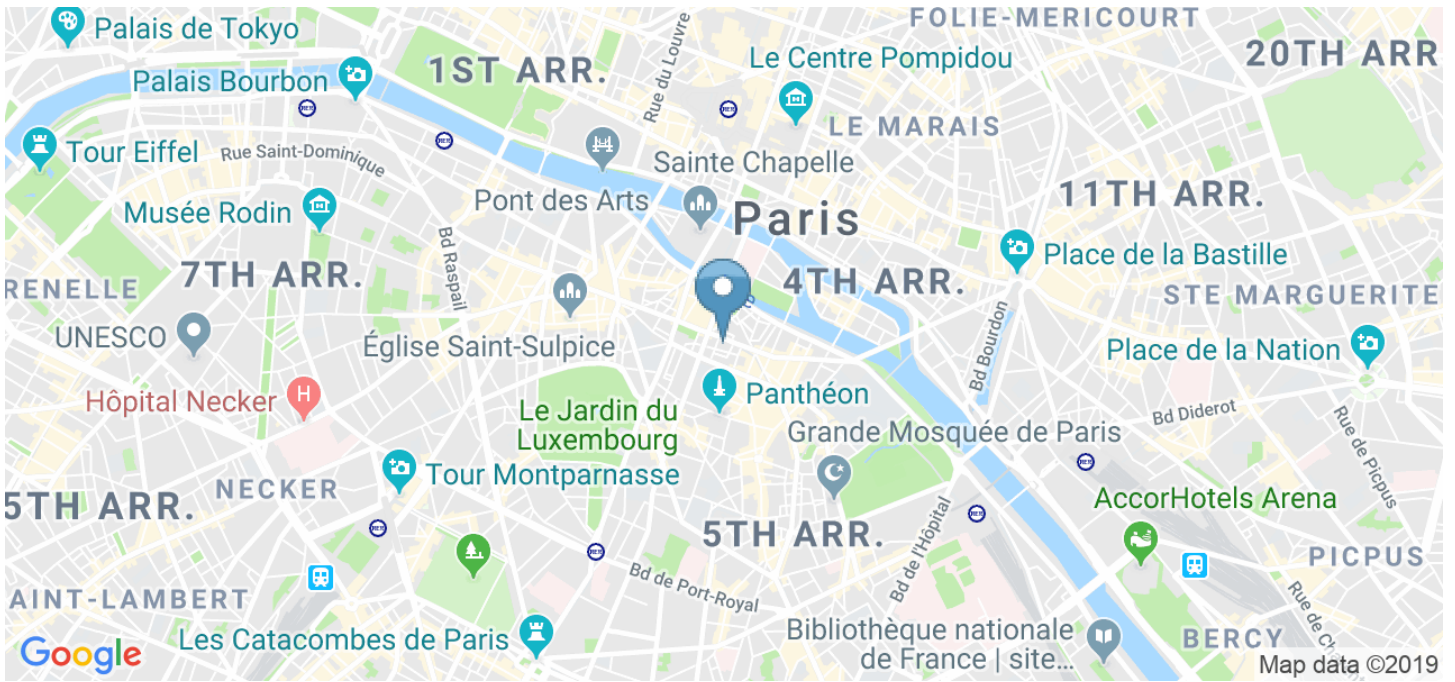 FOLIE-MERICOURT
Palais de Tokyo
20TH ARR
Le Centre Pompidou
1ST ARR.
Rue du Louvre
Palais Bourbon
LE MARAIS
Tour Eiffel
Rue Saint-Dominique
Sainte Chapelle
11TH ARR.
Pont des Arts
Musée Rodin
Paris
Place de la Bastille
Bd Raspail
7TH ARR.
4TH ARR.
RENELLE
STE MARGUERITE
UNESCO
Église Saint-Sulpice
Bd Bourdon
Place de la Nation
Panthéon
H
Hôpital Necker
Le Jardin du
Luxembourg
Bd Diderot
Grande Mosquée de Paris
Rue de Picpus
Tour Montparnasse
NECKER
5TH ARR.
AccorHotels Arena
5TH ARR.
Bd de l'Hôpital
PICPUS
Bd de Port-Royal
AINT-LAMBERT
Rue de Cha
Les Catacombes de Paris
Bibliothèque nationale
de France | site...
BERCY
Google
Map data ©2019